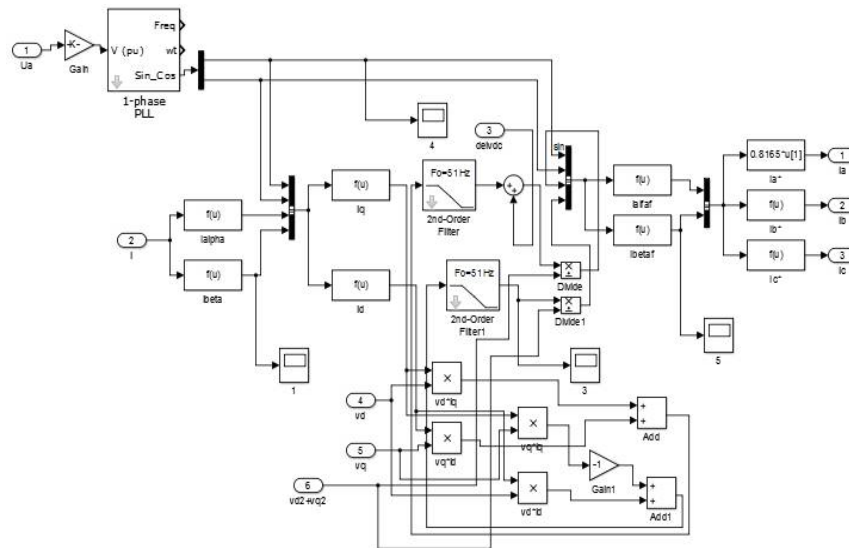 1
Ua
-K-
Gain
Freq
V (pu)
wt
Sin_Cos
1-phase
PLL
4
3
delvdc
sin
2
I
f(u)
Ialpha
f(u)
Ibeta
1
f(u)
Iq
f(u)
Id
Fo=51Hz
2nd-Order
Filter
Fo=51Hz
2nd-Order
Filter1
Divide
Divide1
3
f(u)
Ialfaf
f(u)
Ibetaf
5
0.8165*u[1]
Ia*
f(u)
Ib*
f(u)
Ic*
1
Ia
2
Ib
3
Ic
4
vd
5
vq
6
vd2+vq2
×
vd*Iq
×
vq*Id
×
vq*Iq
×
vd*Id
-1
Gain1
Add
Add1